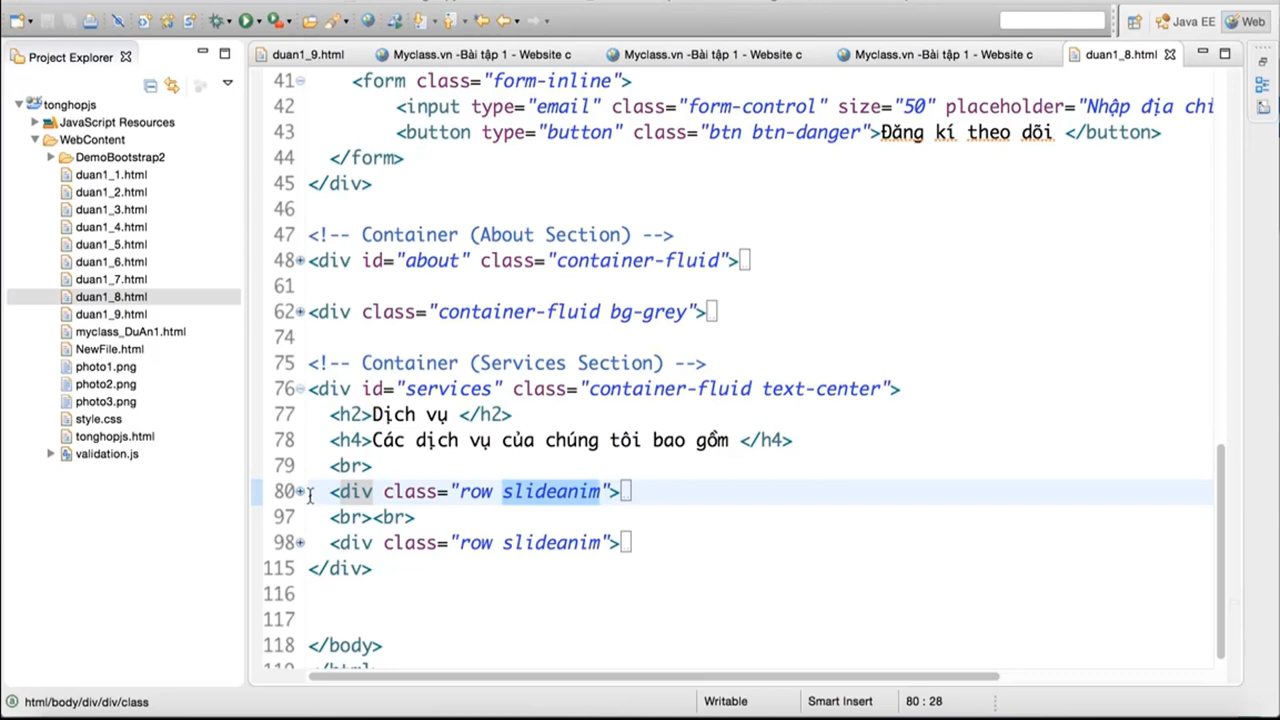 Java EE
Web
Project Explorer
duan1_9.html
Myclass.vn -Bài tập 1 - Website c
Myclass.vn -Bài tập 1 - Website c
Myclass.vn -Bài tập 1 - Website c
duan1_8.html
tonghopjs
JavaScript Resources
WebContent
DemoBootstrap2
duan1_1.html
duan1_2.html
duan1_3.html
duan1_4.html
duan1_5.html
duan1_6.html
duan1_7.html
duan1_8.html
duan1_9.html
myclass_DuAn1.html
NewFile.html
photo1.png
photo2.png
photo3.png
style.css
tonghopjs.html
validation.js
41 <form class="form-inline">
42 <input type="email" class="form-control" size="50" placeholder="Nhập địa chỉ
43 <button type="button" class="btn btn-danger">Đăng kí theo dõi </button>
44 </form>
45 </div>
46
47 <!-- Container (About Section) -->
48 <div id="about" class="container-fluid">
61
62 <div class="container-fluid bg-grey">
74
75 <!-- Container (Services Section) -->
76 <div id="services" class="container-fluid text-center">
77 <h2>Dịch vụ </h2>
78 <h4>Các dịch vụ của chúng tôi bao gồm </h4>
79 <br>
80 <div class="row slideanim">
97 <br><br>
98 <div class="row slideanim">
115 </div>
116
117
118 </body>
html/body/div/div/class
Writable
Smart Insert
80 : 28